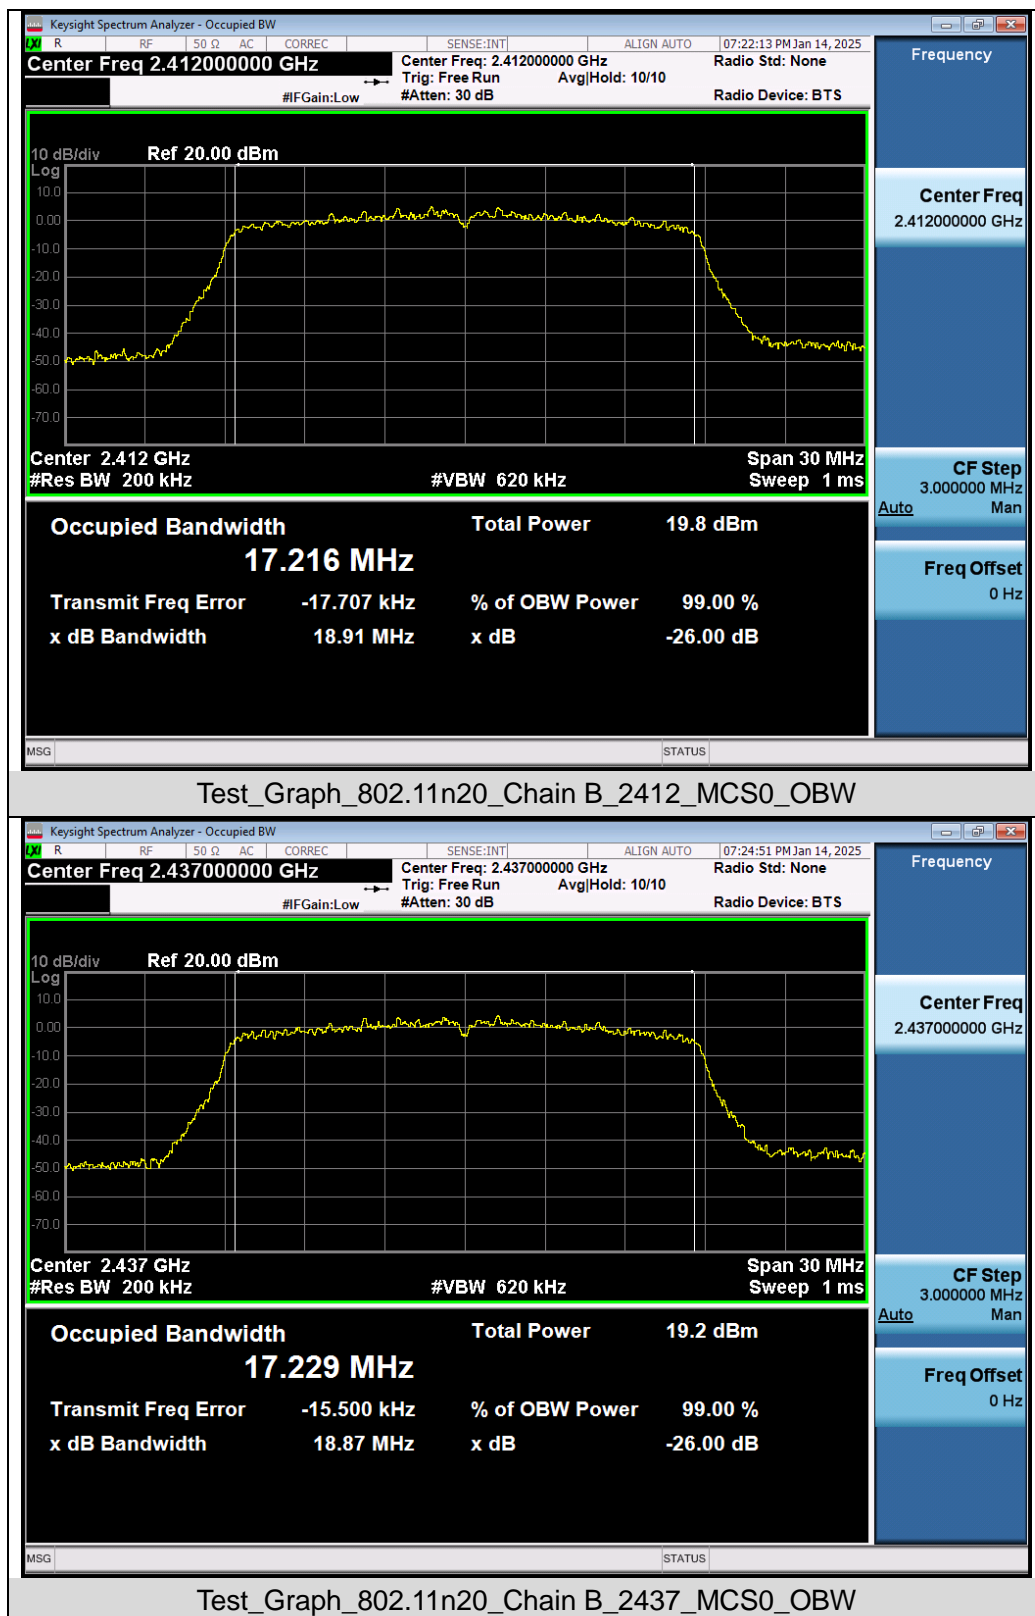 Keysight Spectrum Analyzer - Occupied BW
LXI R RF 50 Ω AC CORREC SENSE:INT ALIGN AUTO 07:22:13 PM Jan 14, 2025
Center Freq 2.412000000 GHz
Center Freq: 2.412000000 GHz Radio Std: None
Trig: Free Run Avg|Hold: 10/10
#IFGain:Low #Atten: 30 dB Radio Device: BTS
Frequency
10 dB/div Ref 20.00 dBm
Log
10.0
0.00
-10.0
-20.0
-30.0
-40.0
-50.0
-60.0
-70.0
Center 2.412 GHz Span 30 MHz
#Res BW 200 kHz #VBW 620 kHz Sweep 1 ms
Center Freq
2.412000000 GHz
CF Step
3.000000 MHz
Auto Man
Freq Offset
0 Hz
Occupied Bandwidth Total Power 19.8 dBm
17.216 MHz
Transmit Freq Error -17.707 kHz % of OBW Power 99.00 %
x dB Bandwidth 18.91 MHz x dB -26.00 dB
MSG STATUS
Test_Graph_802.11n20_Chain B_2412_MCS0_OBW
Keysight Spectrum Analyzer - Occupied BW
LXI R RF 50 Ω AC CORREC SENSE:INT ALIGN AUTO 07:24:51 PM Jan 14, 2025
Center Freq 2.437000000 GHz
Center Freq: 2.437000000 GHz Radio Std: None
Trig: Free Run Avg|Hold: 10/10
#IFGain:Low #Atten: 30 dB Radio Device: BTS
Frequency
10 dB/div Ref 20.00 dBm
Log
10.0
0.00
-10.0
-20.0
-30.0
-40.0
-50.0
-60.0
-70.0
Center 2.437 GHz Span 30 MHz
#Res BW 200 kHz #VBW 620 kHz Sweep 1 ms
Center Freq
2.437000000 GHz
CF Step
3.000000 MHz
Auto Man
Freq Offset
0 Hz
Occupied Bandwidth Total Power 19.2 dBm
17.229 MHz
Transmit Freq Error -15.500 kHz % of OBW Power 99.00 %
x dB Bandwidth 18.87 MHz x dB -26.00 dB
MSG STATUS
Test_Graph_802.11n20_Chain B_2437_MCS0_OBW